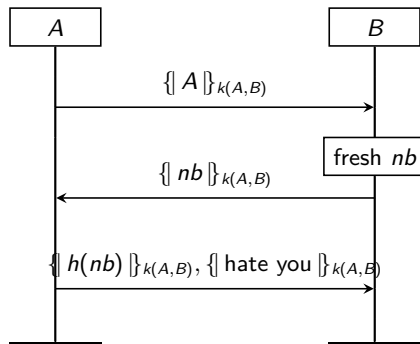 A B
{| A |}k(A,B)
fresh nb
{| nb |}k(A,B)
{| h(nb) |}k(A,B), {| hate you |}k(A,B)